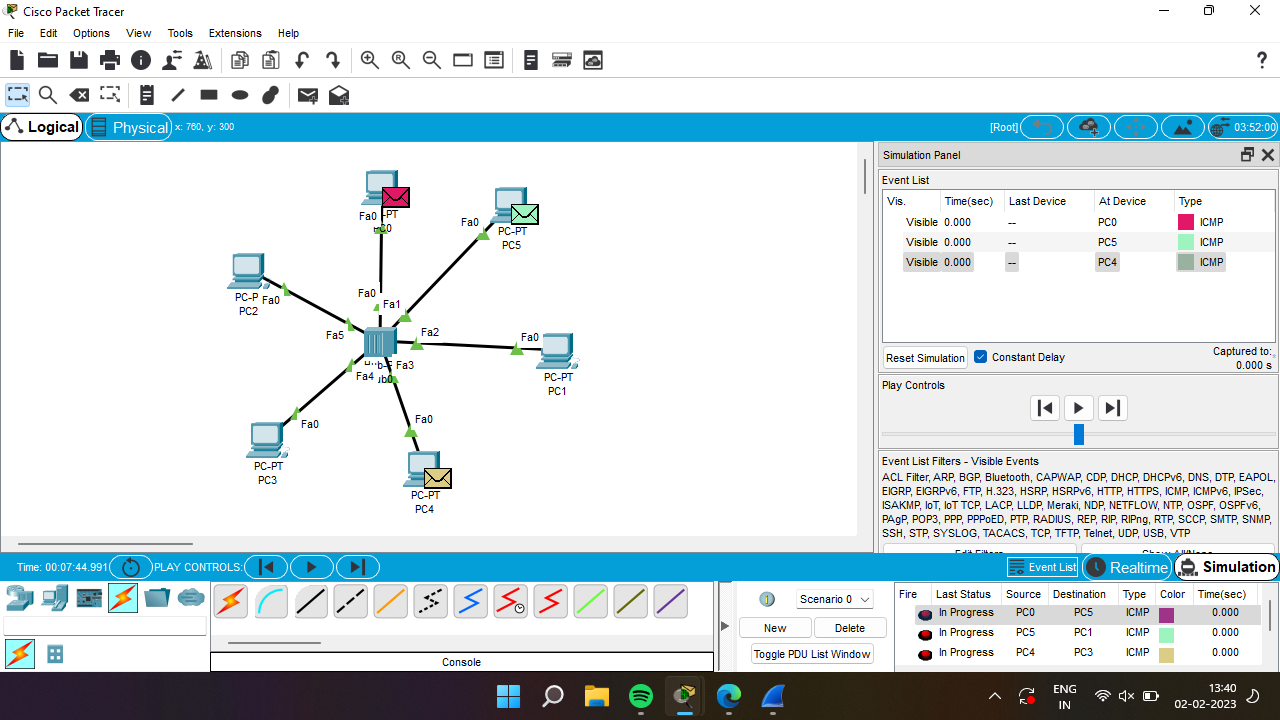 Cisco Packet Tracer
File Edit Options View Tools Extensions Help
?
Logical Physical x: 760, y: 300 [Root] 03:52:00
Simulation Panel
Event List
Vis. Time(sec) Last Device At Device Type
Visible 0.000 -- PC0 ICMP
Visible 0.000 -- PC5 ICMP
Visible 0.000 -- PC4 ICMP
Reset Simulation Constant Delay Captured to:
0.000 s
Play Controls
Event List Filters - Visible Events
ACL Filter, ARP, BGP, Bluetooth, CAPWAP, CDP, DHCP, DHCPv6, DNS, DTP, EAPOL,
EIGRP, EIGRPv6, FTP, H.323, HSRP, HSRPv6, HTTP, HTTPS, ICMP, ICMPv6, IPSec,
ISAKMP, IoT, IoT TCP, LACP, LLDP, Meraki, NDP, NETFLOW, NTP, OSPF, OSPFv6,
PAgP, POP3, PPP, PPPoED, PTP, RADIUS, REP, RIP, RIPng, RTP, SCCP, SMTP, SNMP,
SSH, STP, SYSLOG, TACACS, TCP, TFTP, Telnet, UDP, USB, VTP
Edit Filters Show All/None
Fa0 -PT
Fa0
PC-PT
PC5
PC-P Fa0
PC2
Fa0
Fa1
Fa5
Fa2
Fa0
PC-PT
PC1
Fa3
Fa4
Fa0
Fa0
PC-PT
PC3
PC-PT
PC4
Time: 00:07:44.991 PLAY CONTROLS: Event List Realtime Simulation
Scenario 0
New Delete
Toggle PDU List Window
Console
Fire Last Status Source Destination Type Color Time(sec)
In Progress PC0 PC5 ICMP 0.000
In Progress PC5 PC1 ICMP 0.000
In Progress PC4 PC3 ICMP 0.000
ENG
IN
13:40
02-02-2023